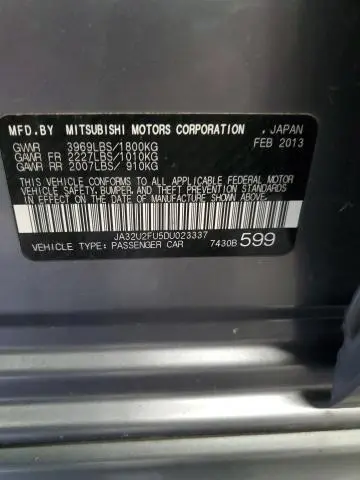 MFD.BY MITSUBISHI MOTORS CORPORATION , JAPAN
GVWR 3969LBS/1800KG FEB 2013
GAWR FR 2227LBS/1010KG
GAWR RR 2007LBS/ 910KG
THIS VEHICLE CONFORMS TO ALL APPLICABLE FEDERAL MOTOR
VEHICLE SAFETY,BUMPER,AND THEFT PREVENTION STANDARDS
IN EFFECT ON THE DATE OF MANUFACTURE SHOWN ABOVE.
JA32U2FU5DU023337
VEHICLE TYPE: PASSENGER CAR 7430B 599